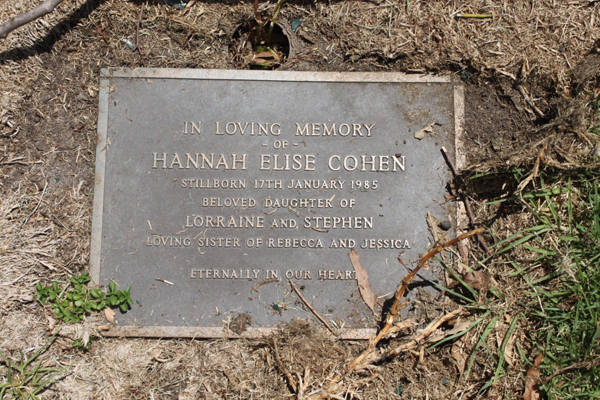 IN LOVING MEMORY
- OF -
HANNAH ELISE COHEN
STILLBORN 17TH JANUARY 1985
BELOVED DAUGHTER OF
LORRAINE AND STEPHEN
LOVING SISTER OF REBECCA AND JESSICA
ETERNALLY IN OUR HEART